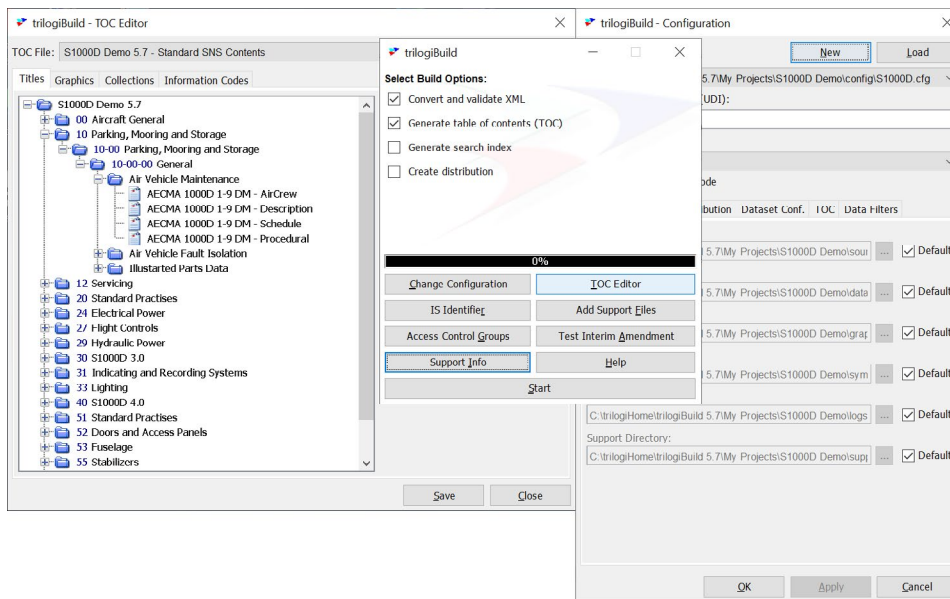 trilogiBuild - TOC Editor
TOC File: S1000D Demo 5.7 - Standard SNS Contents
Titles Graphics Collections Information Codes
S1000D Demo 5.7
00 Aircraft General
10 Parking, Mooring and Storage
10-00 Parking, Mooring and Storage
10-00-00 General
Air Vehicle Maintenance
AECMA 1000D 1-9 DM - AirCrew
AECMA 1000D 1-9 DM - Description
AECMA 1000D 1-9 DM - Schedule
AECMA 1000D 1-9 DM - Procedural
Air Vehicle Fault Isolation
Illustarted Parts Data
12 Servicing
20 Standard Practises
24 Electrical Power
27 Flight Controls
29 Hydraulic Power
30 S1000D 3.0
31 Indicating and Recording Systems
33 Lighting
40 S1000D 4.0
51 Standard Practises
52 Doors and Access Panels
53 Fuselage
55 Stabilizers
Save Close
trilogiBuild
Select Build Options:
Convert and validate XML
Generate table of contents (TOC)
Generate search index
Create distribution
0%
Change Configuration TOC Editor
IS Identifier Add Support Files
Access Control Groups Test Interim Amendment
Support Info Help
Start
trilogiBuild - Configuration
New Load
5.7\My Projects\S1000D Demo\config\S1000D.cfg
(UDI):
ode
ibution Dataset Conf. TOC Data Filters
5.7\My Projects\S1000D Demo\sour ... Default
5.7\My Projects\S1000D Demo\data ... Default
5.7\My Projects\S1000D Demo\grap ... Default
5.7\My Projects\S1000D Demo\sym ... Default
C:\trilogiHome\trilogiBuild 5.7\My Projects\S1000D Demo\logs ... Default
Support Directory:
C:\trilogiHome\trilogiBuild 5.7\My Projects\S1000D Demo\supp ... Default
OK Apply Cancel